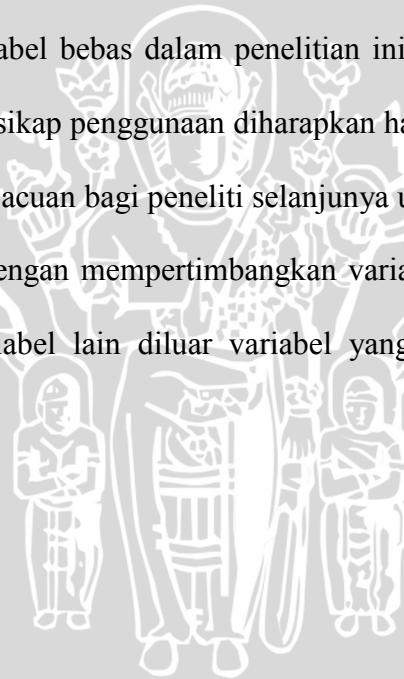 abel bebas dalam penelitian ini
sikap penggunaan diharapkan ha
acuan bagi peneliti selanjunya u
engan mempertimbangkan varia
iabel lain diluar variabel yang